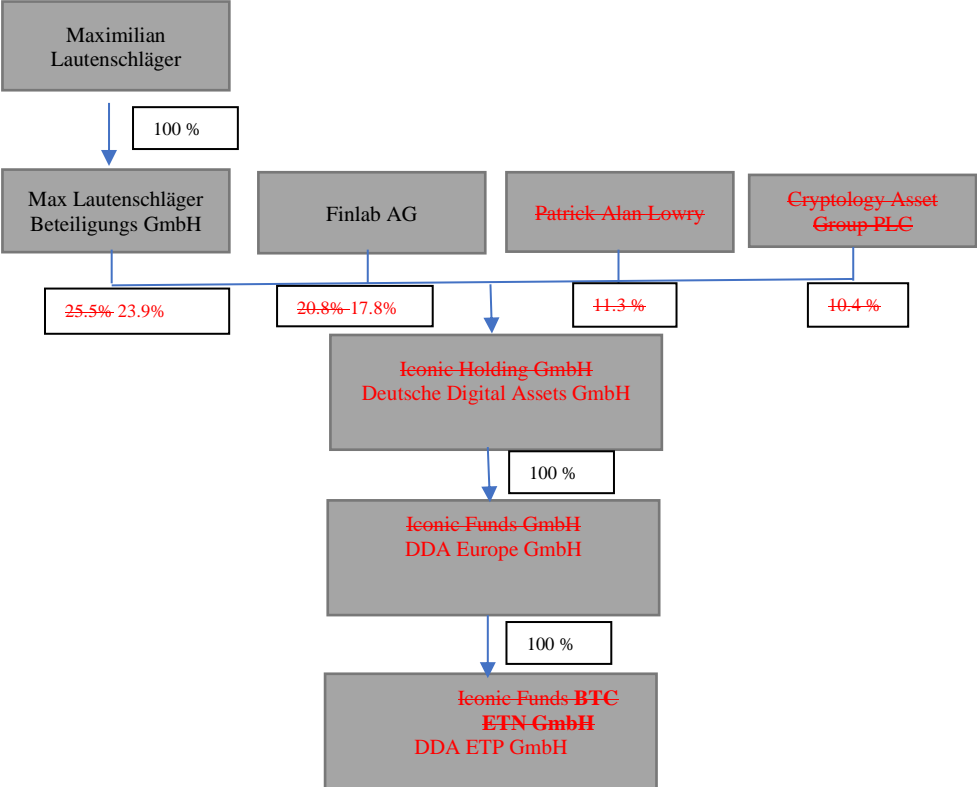 Maximilian
Lautenschläger
100 %
Max Lautenschläger
Beteiligungs GmbH
Finlab AG
Patrick Alan Lowry
Cryptology Asset
Group PLC
25.5% 23.9%
20.8% 17.8%
11.3 %
10.4 %
Iconic Holding GmbH
Deutsche Digital Assets GmbH
100 %
Iconic Funds GmbH
DDA Europe GmbH
100 %
Iconic Funds BTC
ETN GmbH
DDA ETP GmbH